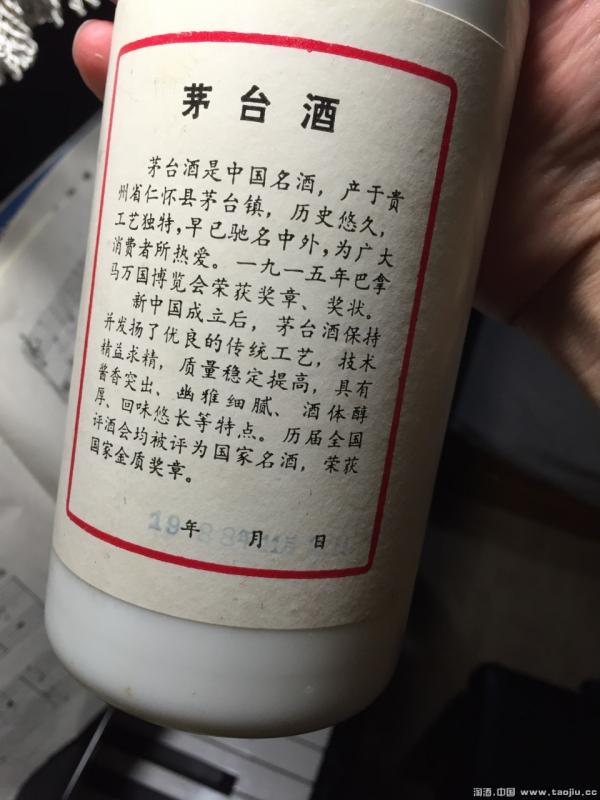 茅台酒
茅台酒是中国名酒，产于贵
州省仁怀县茅台镇，历史悠久，
工艺独特，早已驰名中外，为广大
消费者所热爱。一九一五年巴拿
马万国博览会荣获奖章、奖状。
新中国成立后，茅台酒保持
并发扬了优良的传统工艺，技术
精益求精，质量稳定提高，具有
酱香突出、幽雅细腻、酒体醇
厚、回味悠长等特点。历届全国
评酒会均被评为国家名酒，荣获
国家金质奖章。
年 月 日
1988年11月
淘酒.中国 www.taojiu.cc